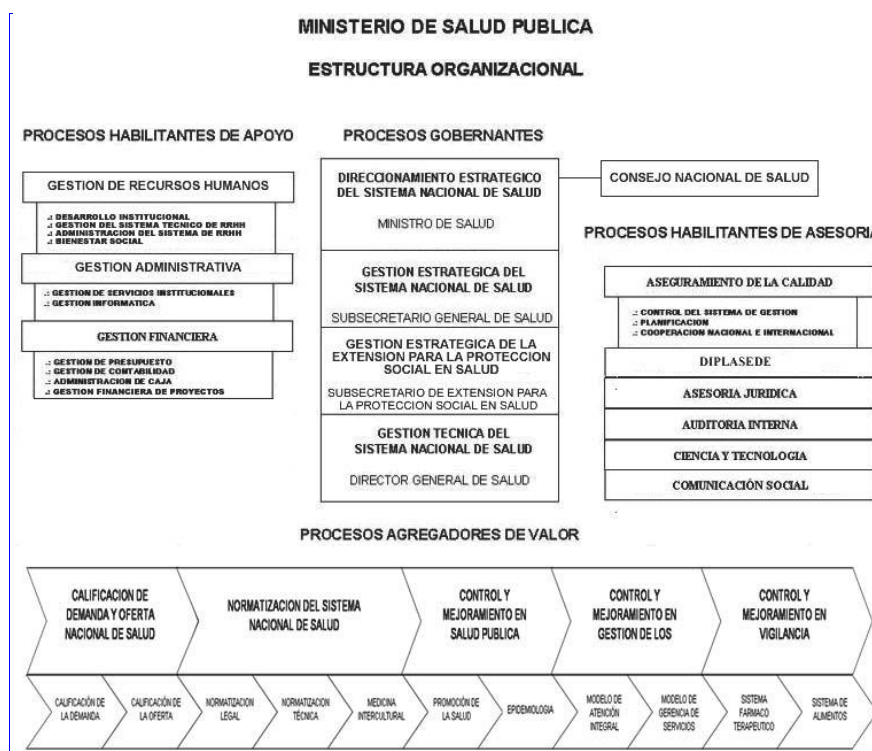 MINISTERIO DE SALUD PUBLICA
ESTRUCTURA ORGANIZACIONAL
PROCESOS HABILITANTES DE APOYO
GESTION DE RECURSOS HUMANOS
.: DESARROLLO INSTITUCIONAL
.: GESTION DEL SISTEMA TECNICO DE RRHH
.: ADMINISTRACION DEL SISTEMA DE RRHH
.: BIENESTAR SOCIAL
GESTION ADMINISTRATIVA
.: GESTION DE SERVICIOS INSTITUCIONALES
.: GESTION INFORMATICA
GESTION FINANCIERA
.: GESTION DE PRESUPUESTO
.: GESTION DE CONTABILIDAD
.: ADMINISTRACION DE CAJA
.: GESTION FINANCIERA DE PROYECTOS
PROCESOS GOBERNANTES
DIRECCIONAMIENTO ESTRATEGICO
DEL SISTEMA NACIONAL DE SALUD
MINISTRO DE SALUD
GESTION ESTRATEGICA DEL
SISTEMA NACIONAL DE SALUD
SUBSECRETARIO GENERAL DE SALUD
GESTION ESTRATEGICA DE LA
EXTENSION PARA LA PROTECCION
SOCIAL EN SALUD
SUBSECRETARIO DE EXTENSION PARA
LA PROTECCION SOCIAL EN SALUD
GESTION TECNICA DEL
SISTEMA NACIONAL DE SALUD
DIRECTOR GENERAL DE SALUD
CONSEJO NACIONAL DE SALUD
PROCESOS HABILITANTES DE ASESORIA
ASEGURAMIENTO DE LA CALIDAD
.: CONTROL DEL SISTEMA DE GESTION
.: PLANIFICACION
.: COOPERACION NACIONAL E INTERNACIONAL
DIPLASEDE
ASESORIA JURIDICA
AUDITORIA INTERNA
CIENCIA Y TECNOLOGIA
COMUNICACIÓN SOCIAL
PROCESOS AGREGADORES DE VALOR
CALIFICACION DE
DEMANDA Y OFERTA
NACIONAL DE SALUD
NORMATIZACION DEL SISTEMA
NACIONAL DE SALUD
CONTROL Y
MEJORAMIENTO EN
SALUD PUBLICA
CONTROL Y
MEJORAMIENTO EN
GESTION DE LOS
CONTROL Y
MEJORAMIENTO EN
VIGILANCIA
CALIFICACIÓN DE
LA DEMANDA
CALIFICACIÓN DE
LA OFERTA
NORMATIZACION
LEGAL
NORMATIZACION
TÉCNICA
MEDICINA
INTERCULTURAL
PROMOCIÓN DE
LA SALUD
EPIDEMIOLOGIA
MODELO DE
ATENCIÓN
INTEGRAL
MODELO DE
GERENCIA DE
SERVICIOS
SISTEMA
FARMACO
TERAPEUTICO
SISTEMA DE
ALIMENTOS